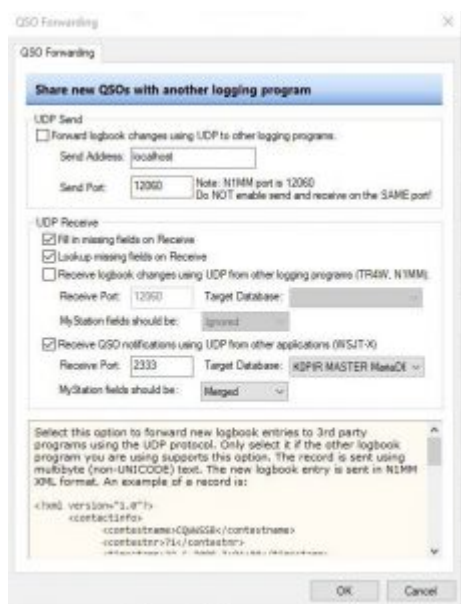 QSO Forwarding
QSO Forwarding
Share new QSOs with another logging program
UDP Send
Forward logbook changes using UDP to other logging programs.
Send Address: localhost
Send Port: 12060 Note: N1MM port is 12060
Do NOT enable send and receive on the SAME port!
UDP Receive
Fill in missing fields on Receive
Lookup missing fields on Receive
Receive logbook changes using UDP from other logging programs (TR4W, N1MM).
Receive Port: 12060 Target Database:
MyStation fields should be: Ignored
Receive QSO notifications using UDP from other applications (WSJT-X)
Receive Port: 2333 Target Database: K0PIR MASTER MariaDB
MyStation fields should be: Merged
Select this option to forward new logbook entries to 3rd party
programs using the UDP protocol. Only select it if the other logbook
program you are using supports this option. The record is sent using
multibyte (non-UNICODE) text. The new logbook entry is sent in N1MM
XML format. An example of a record is:
<?xml version="1.0"?>
<contactinfo>
<contestname>CQWWSSB</contestname>
<contestnr>71</contestnr>
OK Cancel